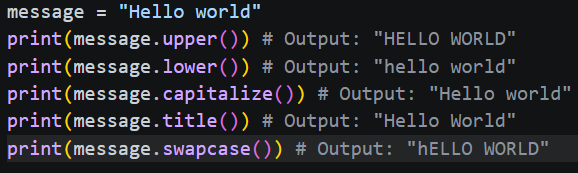 message = "Hello world"
print(message.upper()) # Output: "HELLO WORLD"
print(message.lower()) # Output: "hello world"
print(message.capitalize()) # Output: "Hello world"
print(message.title()) # Output: "Hello World"
print(message.swapcase()) # Output: "hELLO WORLD"